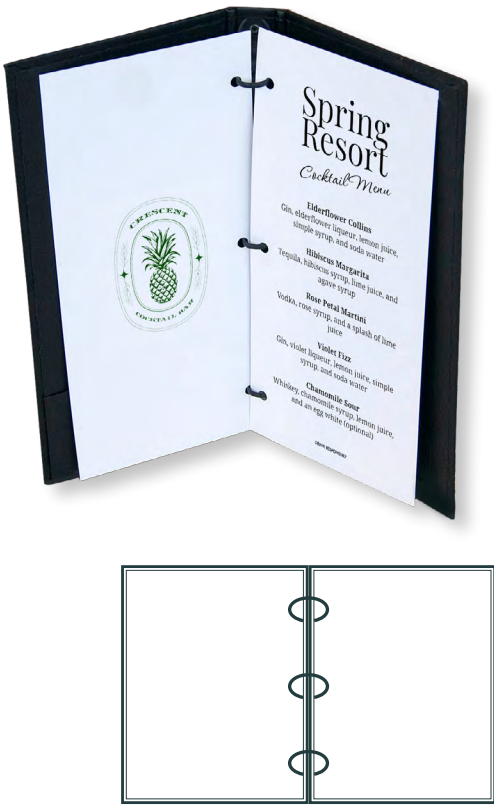 CRESCENT
COCKTAIL BAR
Spring
Resort
Cocktail Menu
Elderflower Collins
Gin, elderflower liqueur, lemon juice,
simple syrup, and soda water
Hibiscus Margarita
Tequila, hibiscus syrup, lime juice, and
agave syrup
Rose Petal Martini
Vodka, rose syrup, and a splash of lime
juice
Violet Fizz
Gin, violet liqueur, lemon juice, simple
syrup, and soda water
Chamomile Sour
Whiskey, chamomile syrup, lemon juice,
and an egg white (optional)
DRINK RESPONSIBLY